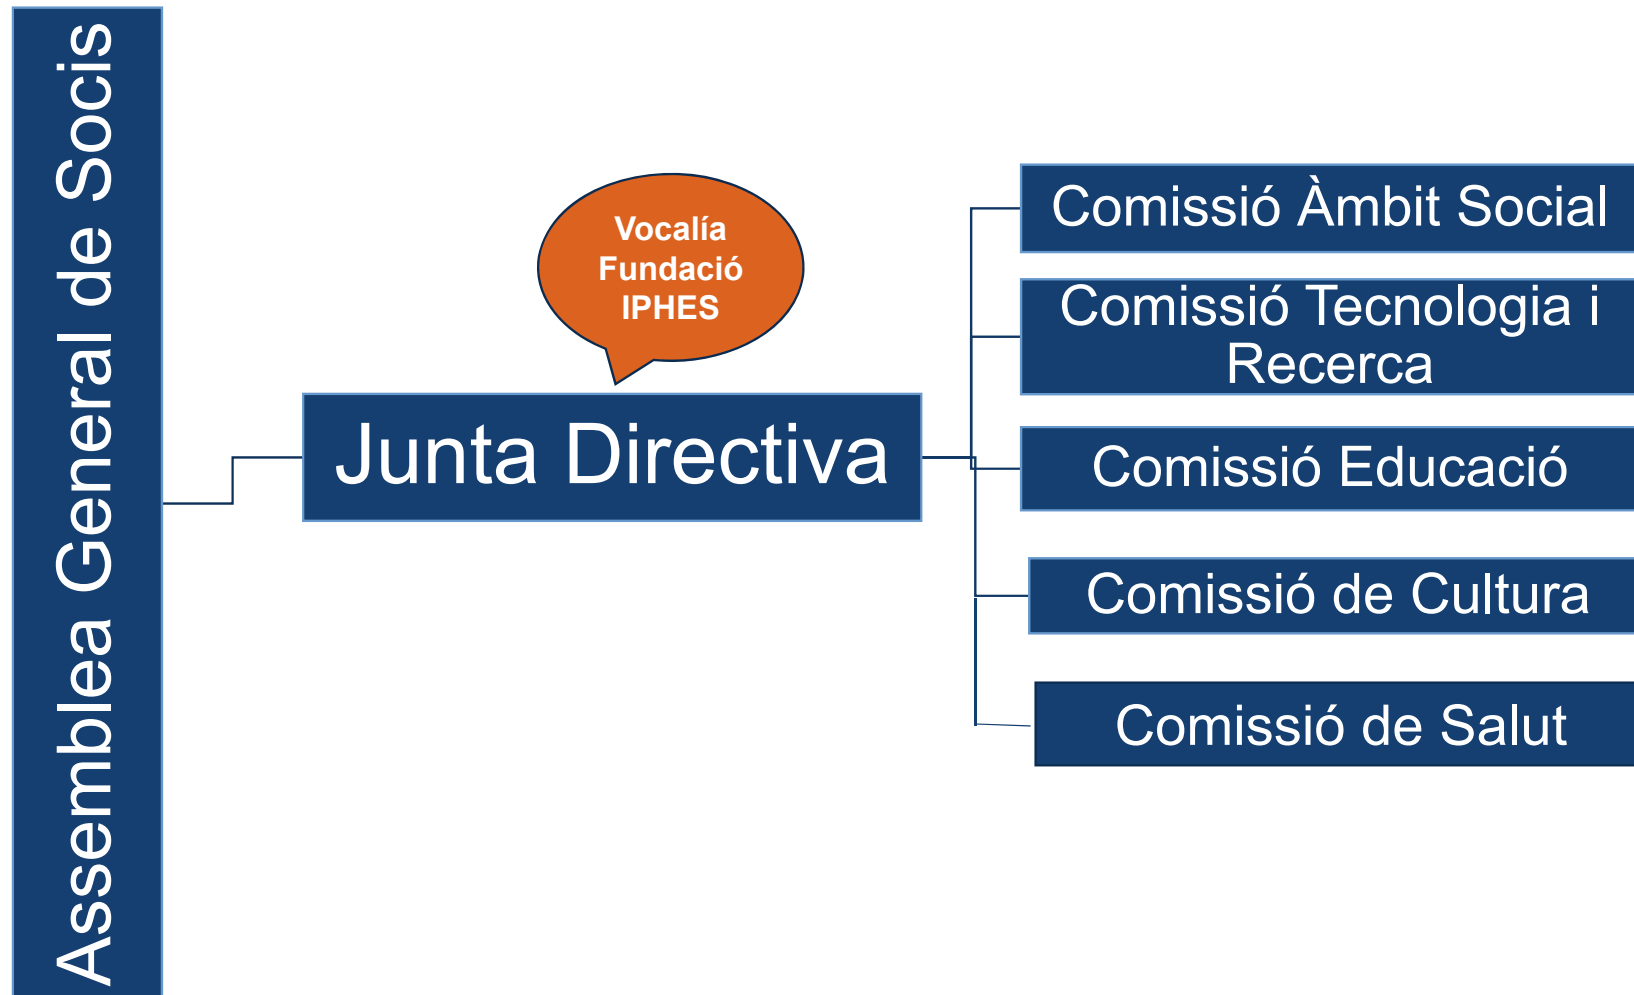 Assemblea General de Socis
Vocalía
Fundació
IPHES
Junta Directiva
Comissió Àmbit Social
Comissió Tecnologia i
Recerca
Comissió Educació
Comissió de Cultura
Comissió de Salut